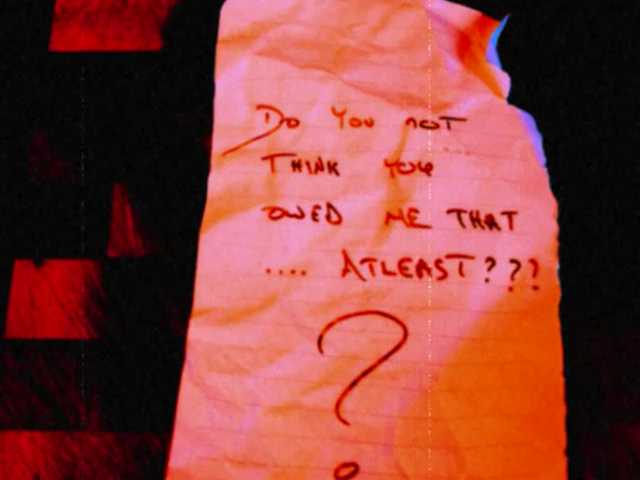 Do You noT
THINK YOU
OWED ME THAT
.... ATLEAST???
?